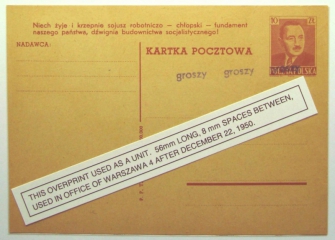 Niech żyje i krzepnie sojusz robotniczo — chłopski — fundament
naszego państwa, dźwignia budownictwa socjalistycznego!
NADAWCA:
KARTKA POCZTOWA
10 ZŁ
groszy groszy
THIS OVERPRINT USED AS A UNIT, 56mm LONG, 8 mm SPACES BETWEEN,
USED IN OFFICE OF WARSZAWA 4 AFTER DECEMBER 22, 1950.